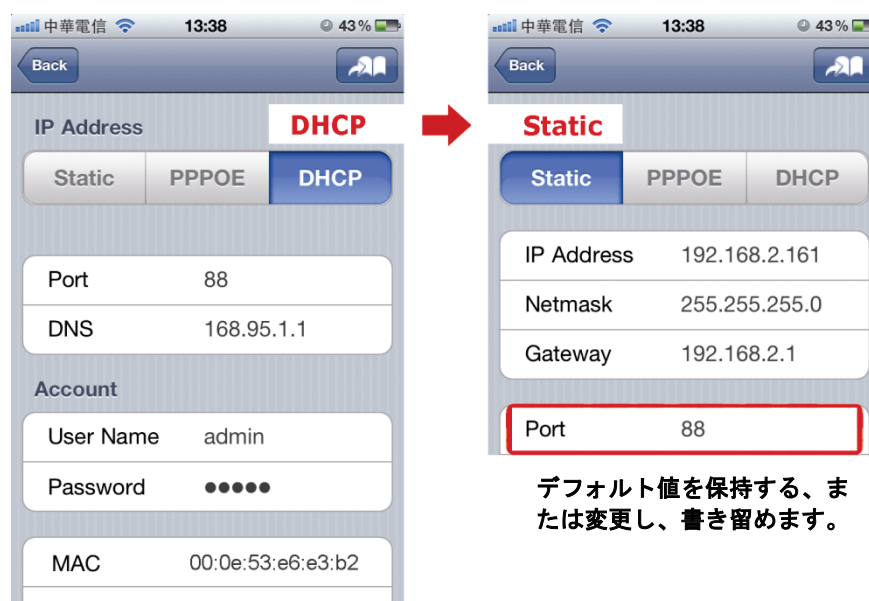 中華電信 13:38 43%
Back
IP Address DHCP
Static PPPOE DHCP
Port 88
DNS 168.95.1.1
Account
User Name admin
Password ●●●●●
MAC 00:0e:53:e6:e3:b2
中華電信 13:38 43%
Back
Static
Static PPPOE DHCP
IP Address 192.168.2.161
Netmask 255.255.255.0
Gateway 192.168.2.1
Port 88
デフォルト値を保持する、ま
たは変更し、書き留めます。